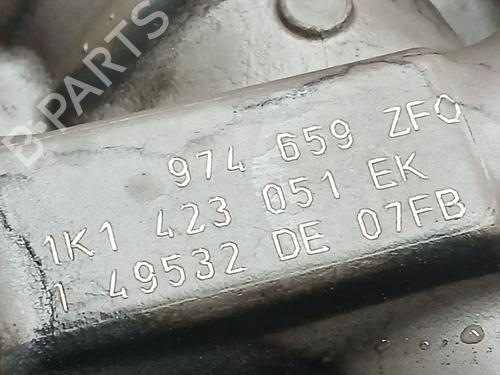 B PARTS
974 659 ZFO
1K1 423 051 EK
1 49532 DE 07FB